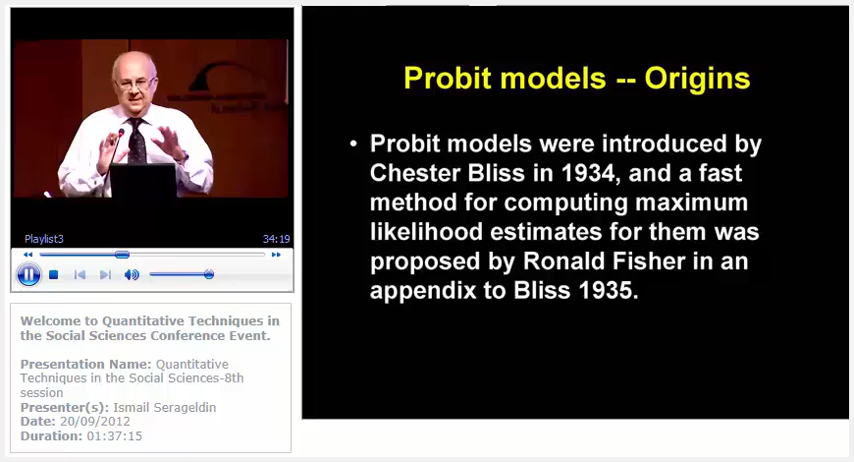 Playlist3
34:19
Welcome to Quantitative Techniques in
the Social Sciences Conference Event.
Presentation Name: Quantitative
Techniques in the Social Sciences-8th
session
Presenter(s): Ismail Serageldin
Date: 20/09/2012
Duration: 01:37:15
Probit models -- Origins
• Probit models were introduced by
Chester Bliss in 1934, and a fast
method for computing maximum
likelihood estimates for them was
proposed by Ronald Fisher in an
appendix to Bliss 1935.